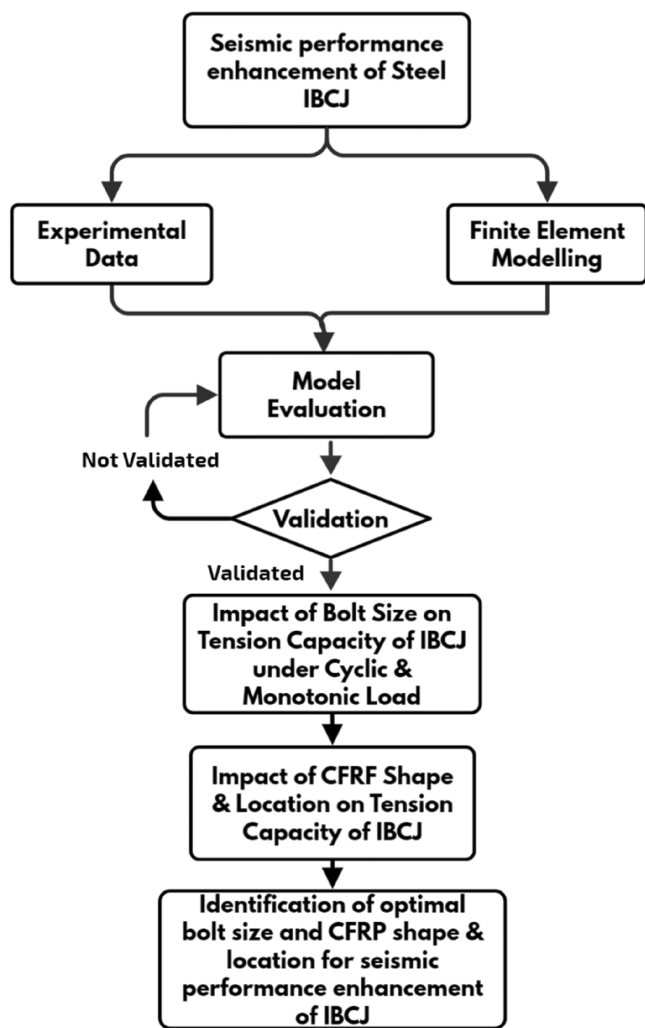 Seismic performance
enhancement of Steel
IBCJ
Experimental
Data
Finite Element
Modelling
Model
Evaluation
Not Validated
Validation
Validated
Impact of Bolt Size on
Tension Capacity of IBCJ
under Cyclic &
Monotonic Load
Impact of CFRF Shape
& Location on Tension
Capacity of IBCJ
Identification of optimal
bolt size and CFRP shape &
location for seismic
performance enhancement
of IBCJ